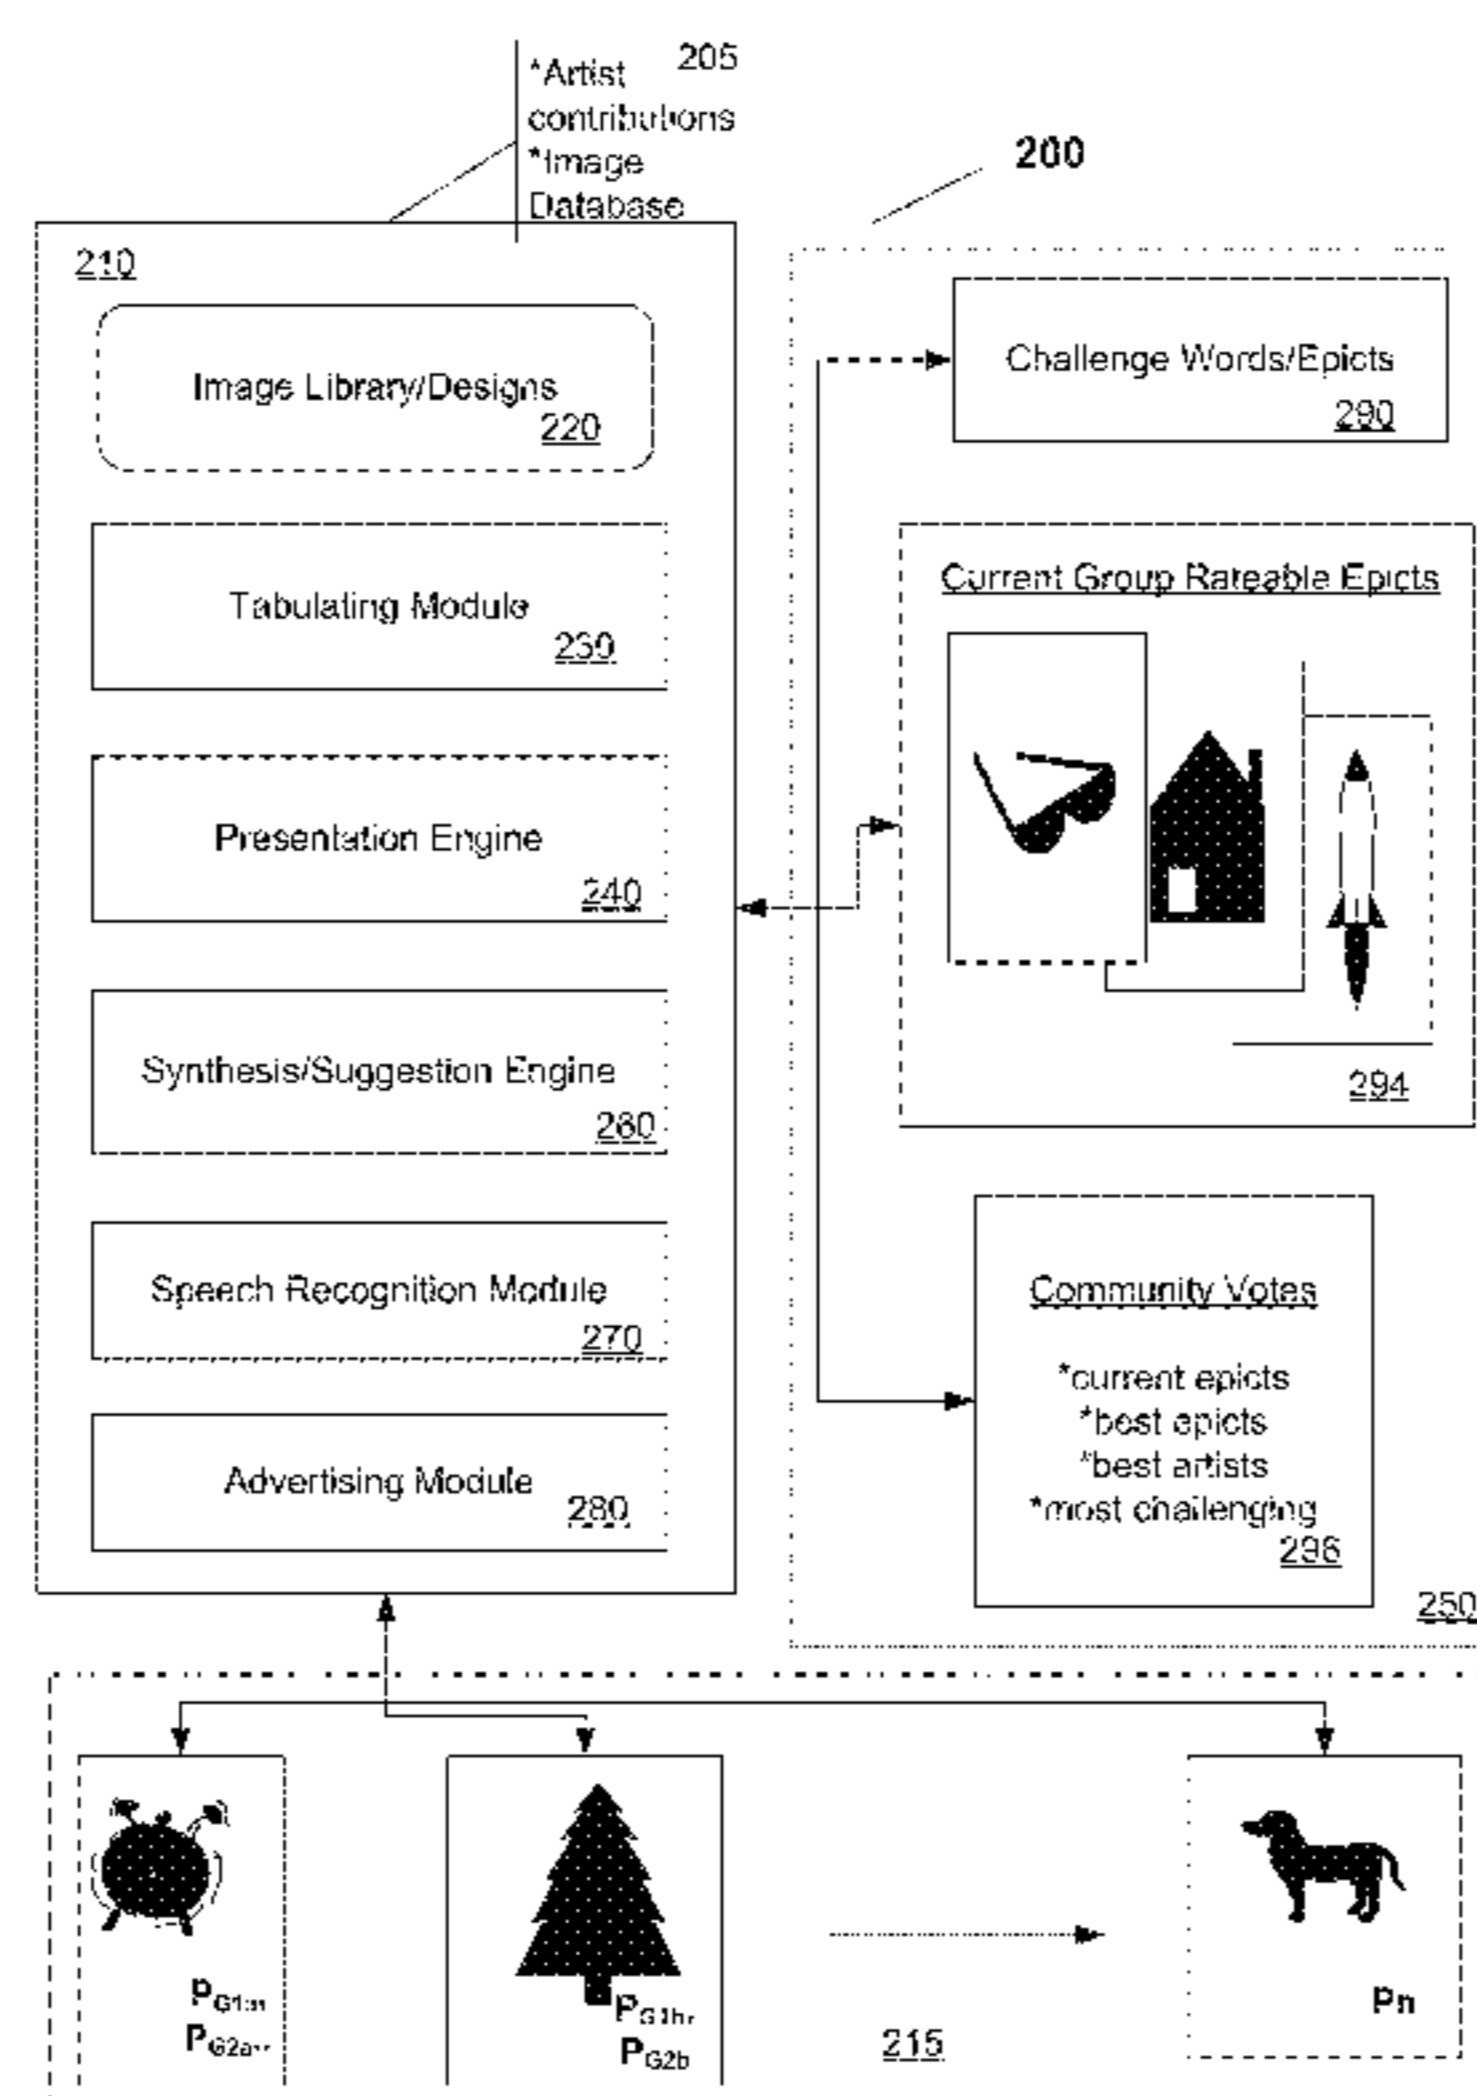 205
*Artist
contributions
*Image
Database
200
210
Image Library/Designs
220
Tabulating Module
230
Presentation Engine
240
Synthesis/Suggestion Engine
260
Speech Recognition Module
270
Advertising Module
280
Challenge Words/Epicts
290
Current Group Rateable Epicts
294
Community Votes
*current epicts
*best epicts
*best artists
*most challenging
296
250
PG2b
Pn
215